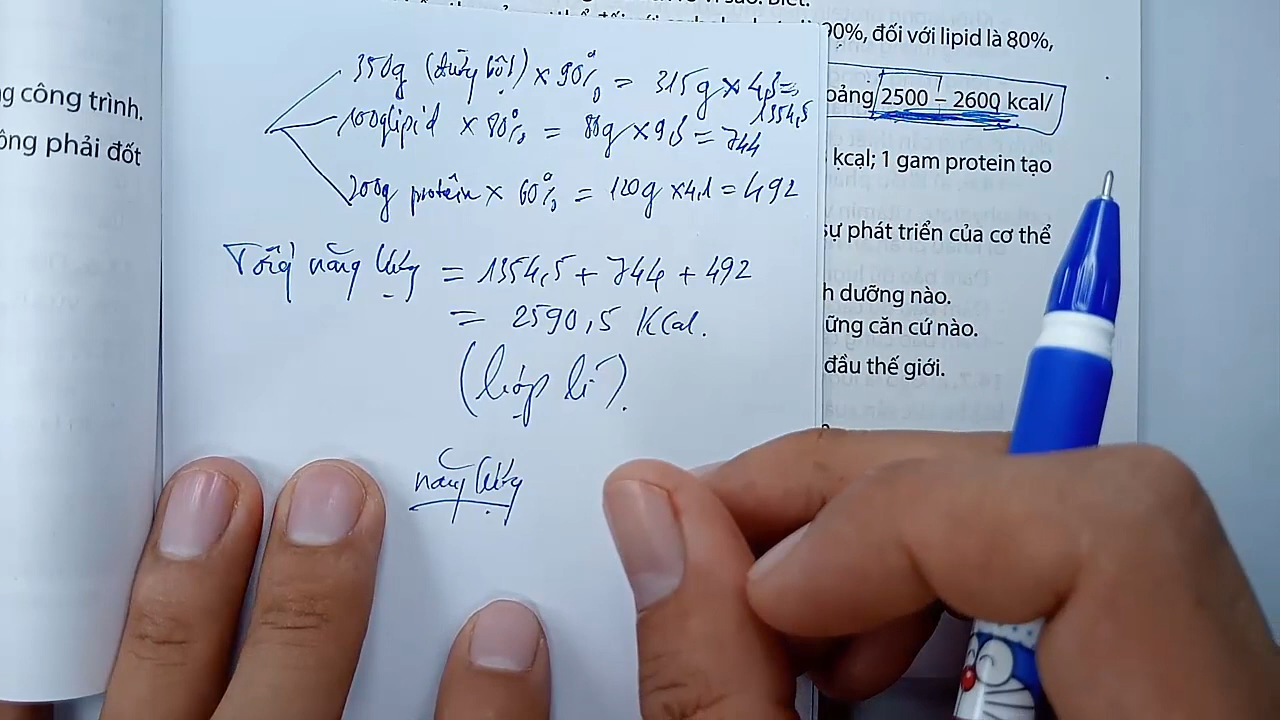 ng công trình.
ông phải đốt
90%, đối với lipid là 80%,
oảng 2500 – 2600 kcal/
kcal; 1 gam protein tạo
sự phát triển của cơ thể
h dưỡng nào.
ững căn cứ nào.
đầu thế giới.
350g (đường bột) x 90% = 315g x 4,3 =
1354,5
100g lipid x 80% = 80g x 9,3 = 744
200g protêin x 60% = 120g x 4,1 = 492
Tổng năng lượng = 1354,5 + 744 + 492
= 2590,5 Kcal.
(hợp lí).
năng lượng